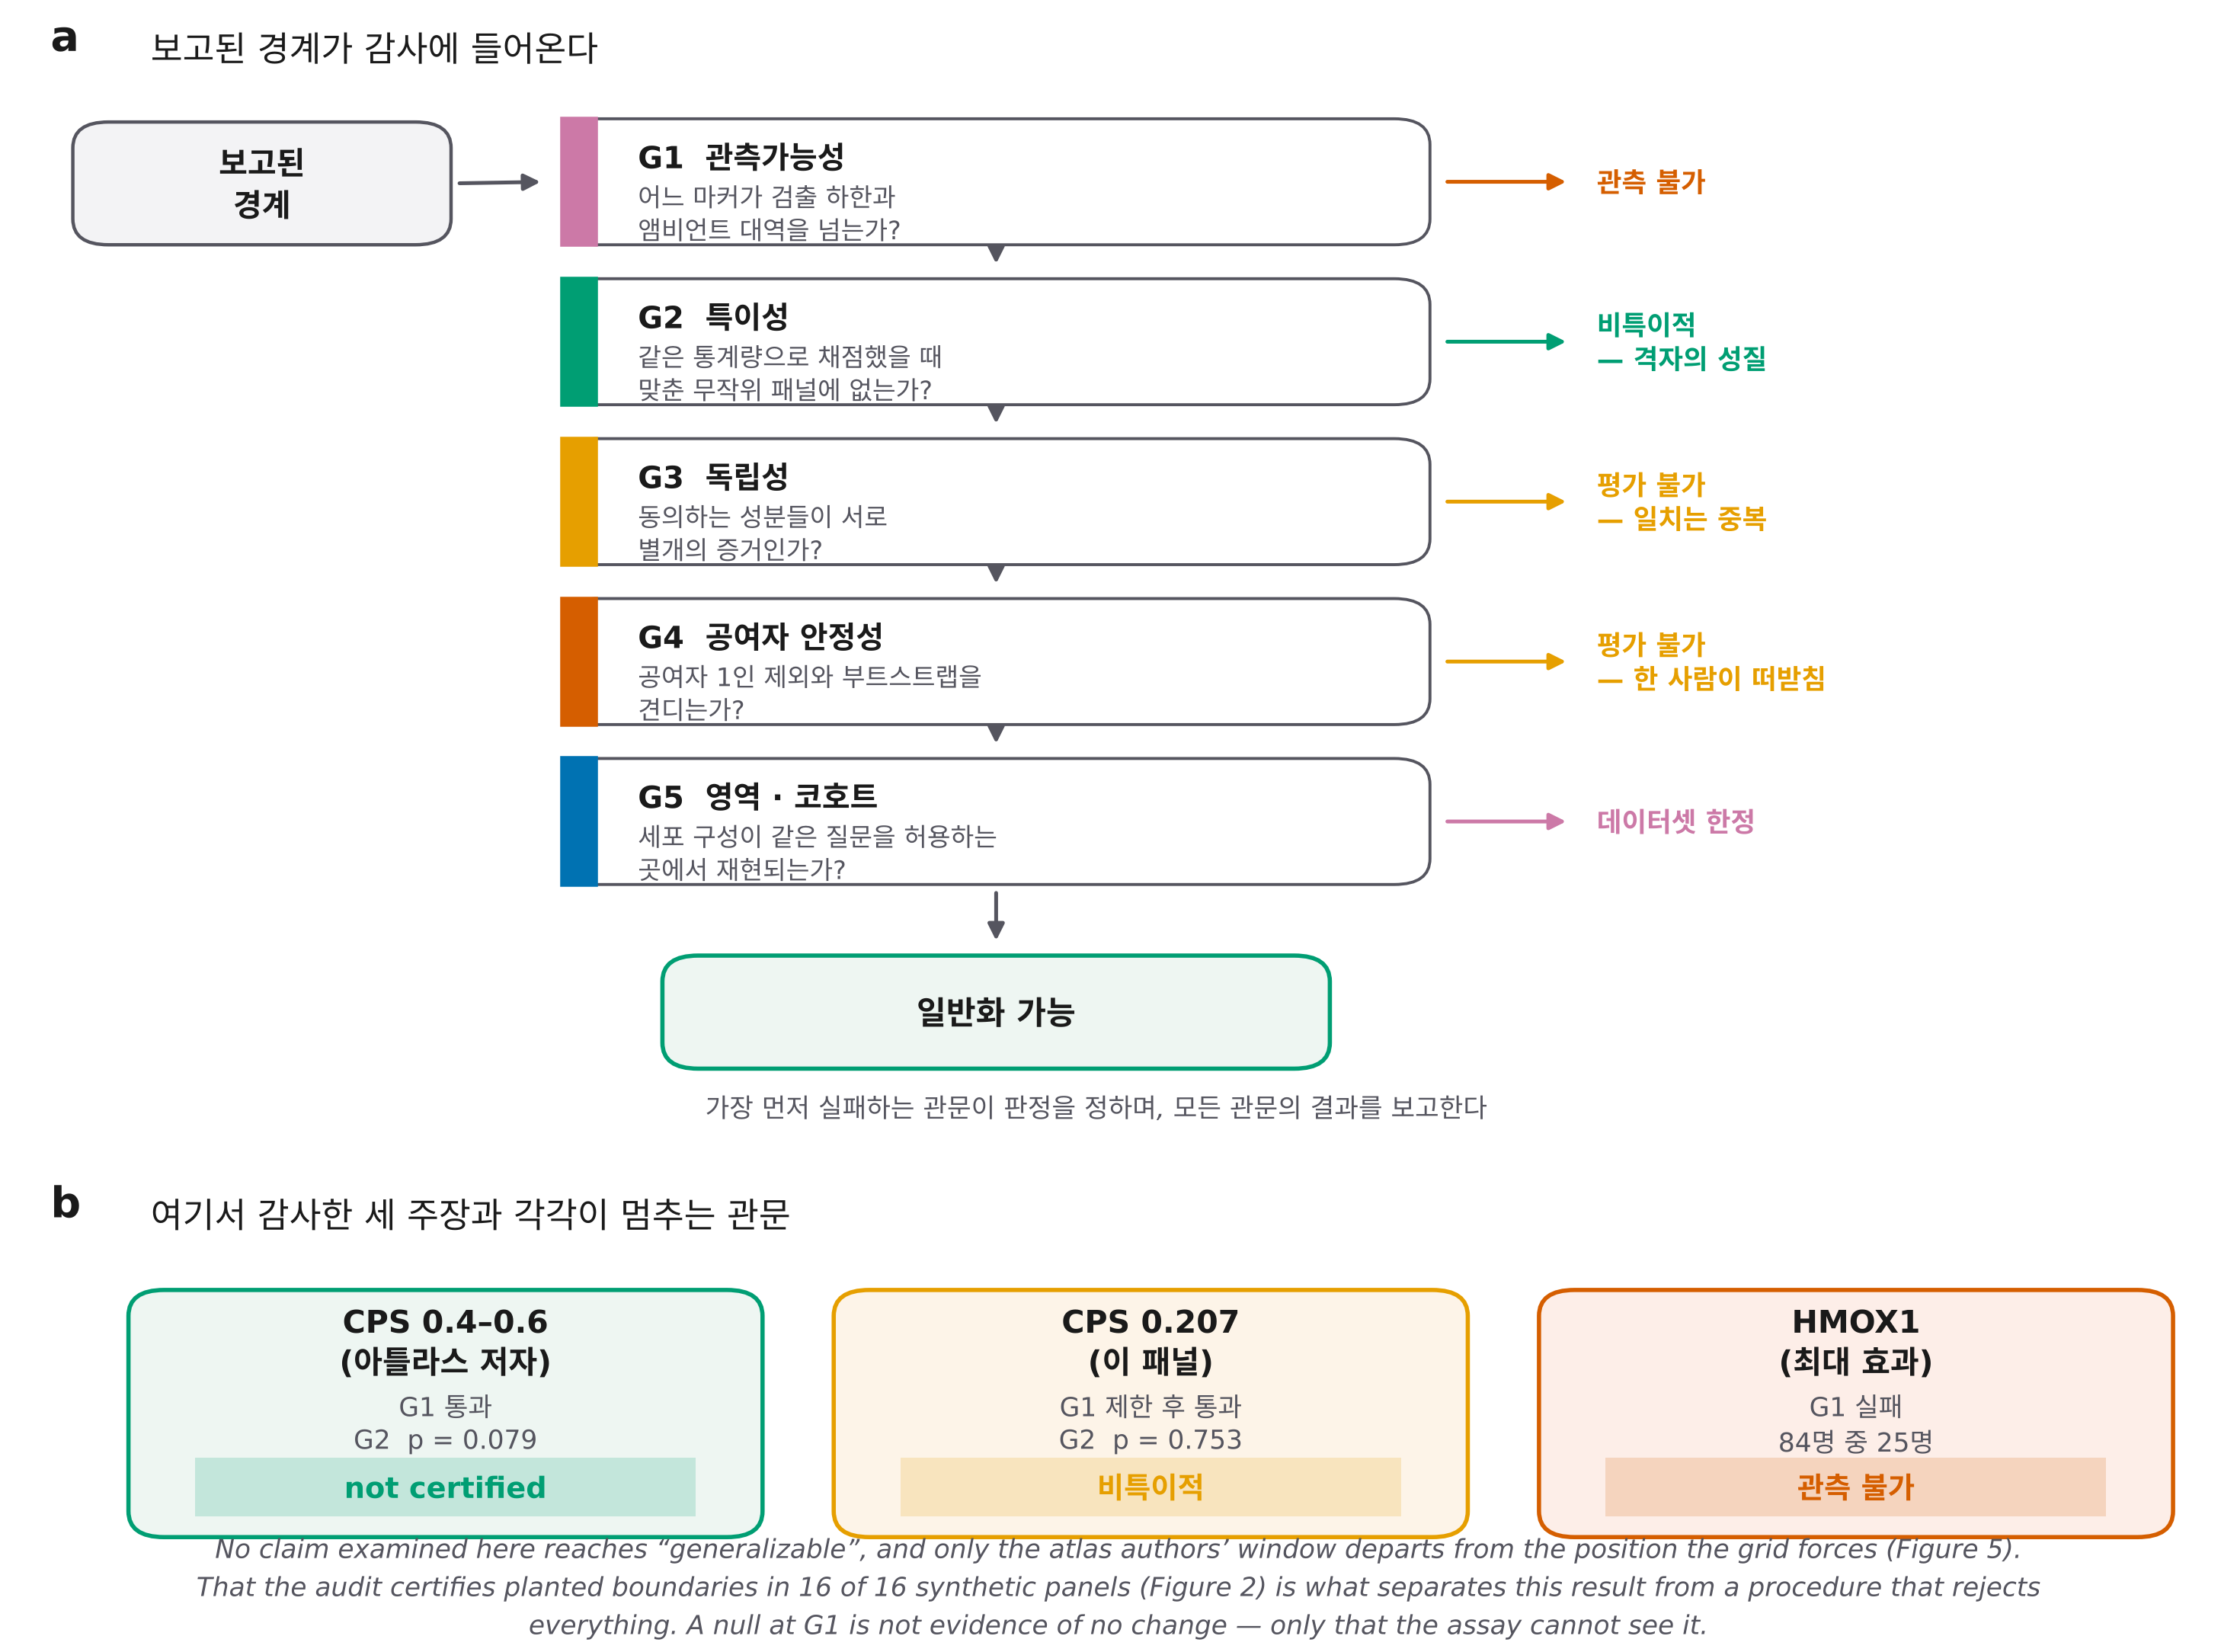 a
보고된 경계가 감사에 들어온다
보고된
경계
G1 관측가능성
어느 마커가 검출 하한과
앰비언트 대역을 넘는가?
관측 불가
G2 특이성
같은 통계량으로 채점했을 때
맞춘 무작위 패널에 없는가?
비특이적
— 격자의 성질
G3 독립성
동의하는 성분들이 서로
별개의 증거인가?
평가 불가
— 일치는 중복
G4 공여자 안정성
공여자 1인 제외와 부트스트랩을
견디는가?
평가 불가
— 한 사람이 떠받침
G5 영역 · 코호트
세포 구성이 같은 질문을 허용하는
곳에서 재현되는가?
데이터셋 한정
일반화 가능
가장 먼저 실패하는 관문이 판정을 정하며, 모든 관문의 결과를 보고한다
b
여기서 감사한 세 주장과 각각이 멈추는 관문
CPS 0.4–0.6
(아틀라스 저자)
G1 통과
G2 p = 0.079
not certified
CPS 0.207
(이 패널)
G1 제한 후 통과
G2 p = 0.753
비특이적
HMOX1
(최대 효과)
G1 실패
84명 중 25명
관측 불가
No claim examined here reaches “generalizable”, and only the atlas authors’ window departs from the position the grid forces (Figure 5).
That the audit certifies planted boundaries in 16 of 16 synthetic panels (Figure 2) is what separates this result from a procedure that rejects
everything. A null at G1 is not evidence of no change — only that the assay cannot see it.